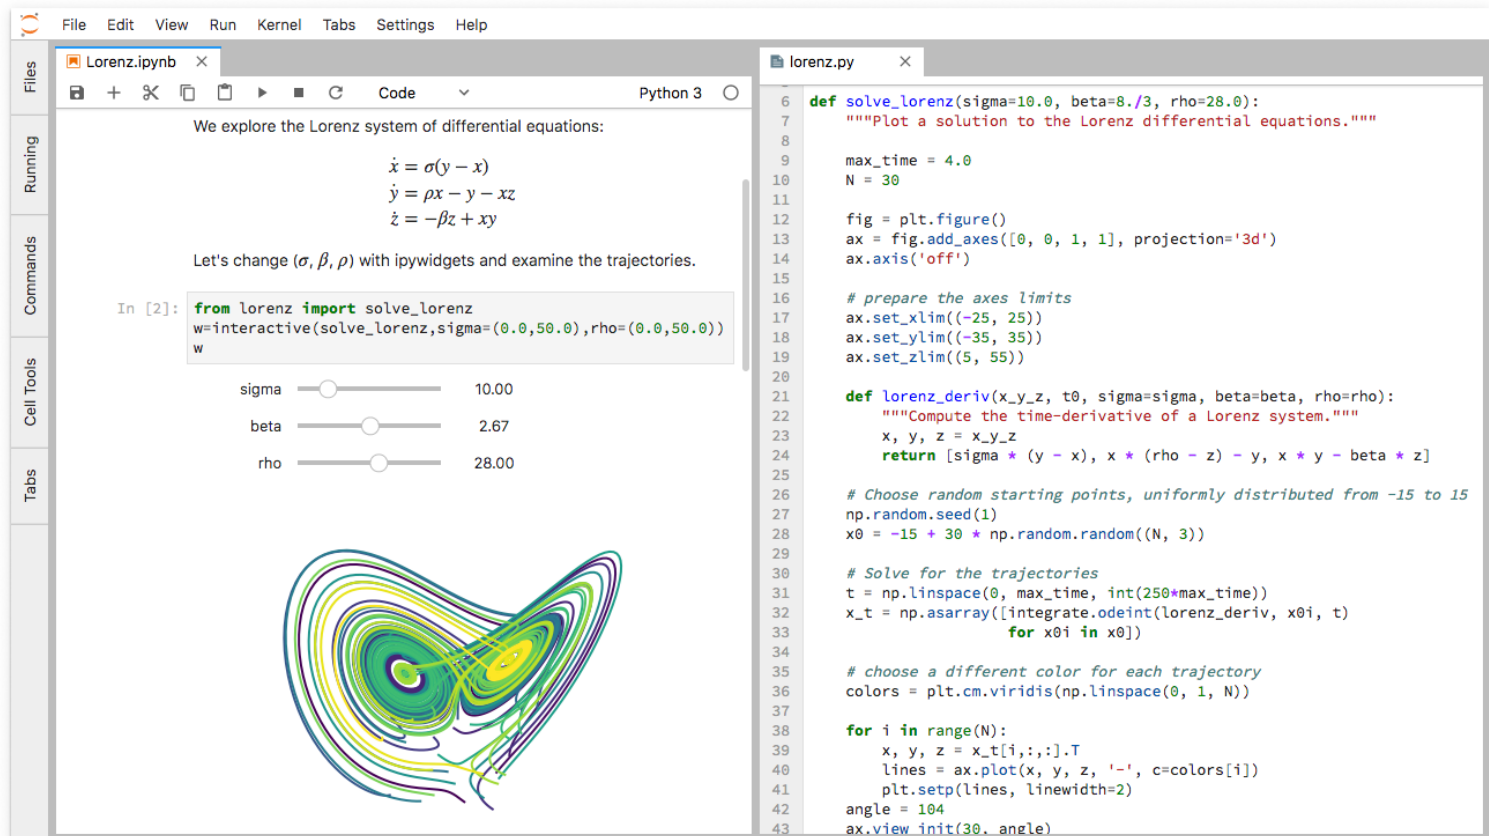 File Edit View Run Kernel Tabs Settings Help
Files
Running
Commands
Cell Tools
Tabs
Lorenz.ipynb
Code
Python 3
We explore the Lorenz system of differential equations:
ẋ = σ(y − x)
ẏ = ρx − y − xz
ż = −βz + xy
Let's change (σ, β, ρ) with ipywidgets and examine the trajectories.
In [2]:
from lorenz import solve_lorenz
w=interactive(solve_lorenz,sigma=(0.0,50.0),rho=(0.0,50.0))
w
sigma 10.00
beta 2.67
rho 28.00
lorenz.py
6 def solve_lorenz(sigma=10.0, beta=8./3, rho=28.0):
7 """Plot a solution to the Lorenz differential equations."""
8
9 max_time = 4.0
10 N = 30
11
12 fig = plt.figure()
13 ax = fig.add_axes([0, 0, 1, 1], projection='3d')
14 ax.axis('off')
15
16 # prepare the axes limits
17 ax.set_xlim((-25, 25))
18 ax.set_ylim((-35, 35))
19 ax.set_zlim((5, 55))
20
21 def lorenz_deriv(x_y_z, t0, sigma=sigma, beta=beta, rho=rho):
22 """Compute the time-derivative of a Lorenz system."""
23 x, y, z = x_y_z
24 return [sigma * (y - x), x * (rho - z) - y, x * y - beta * z]
25
26 # Choose random starting points, uniformly distributed from -15 to 15
27 np.random.seed(1)
28 x0 = -15 + 30 * np.random.random((N, 3))
29
30 # Solve for the trajectories
31 t = np.linspace(0, max_time, int(250*max_time))
32 x_t = np.asarray([integrate.odeint(lorenz_deriv, x0i, t)
33 for x0i in x0])
34
35 # choose a different color for each trajectory
36 colors = plt.cm.viridis(np.linspace(0, 1, N))
37
38 for i in range(N):
39 x, y, z = x_t[i,:,:].T
40 lines = ax.plot(x, y, z, '-', c=colors[i])
41 plt.setp(lines, linewidth=2)
42 angle = 104
43 ax.view_init(30, angle)